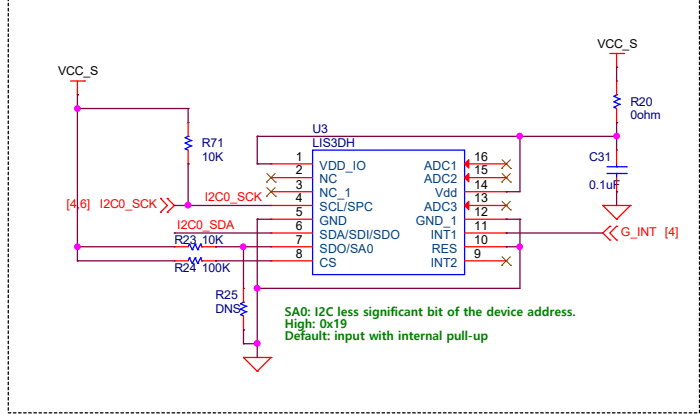 VCC_S
VCC_S
R20
0ohm
U3
LIS3DH
R71
10K
C31
0.1uF
1 VDD_IO ADC1 16
2 NC ADC2 15
3 NC_1 Vdd 14
[4,6] I2C0_SCK I2C0_SCK 4 SCL/SPC ADC3 13
5 GND GND_1 12
I2C0_SDA 6 SDA/SDI/SDO INT1 11 G_INT [4]
R23 10K 7 SDO/SA0 RES 10
R24 100K 8 CS INT2 9
R25
DNS
SA0: I2C less significant bit of the device address.
High: 0x19
Default: input with internal pull-up